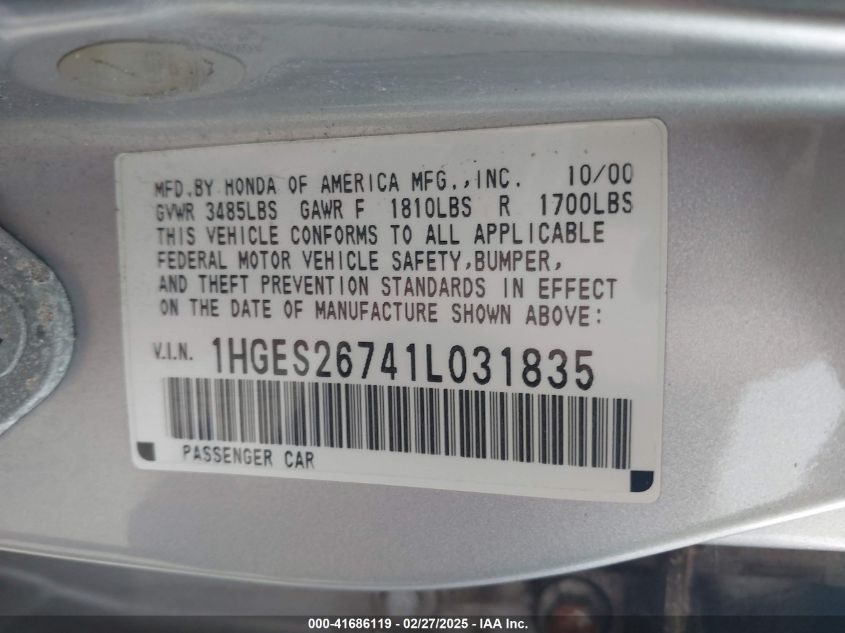 MFD.BY HONDA OF AMERICA MFG.,INC. 10/00
GVWR 3485LBS GAWR F 1810LBS R 1700LBS
THIS VEHICLE CONFORMS TO ALL APPLICABLE
FEDERAL MOTOR VEHICLE SAFETY,BUMPER,
AND THEFT PREVENTION STANDARDS IN EFFECT
ON THE DATE OF MANUFACTURE SHOWN ABOVE:
V.I.N. 1HGES26741L031835
PASSENGER CAR
000-41686119 / 02/27/2025 - IAA Inc.